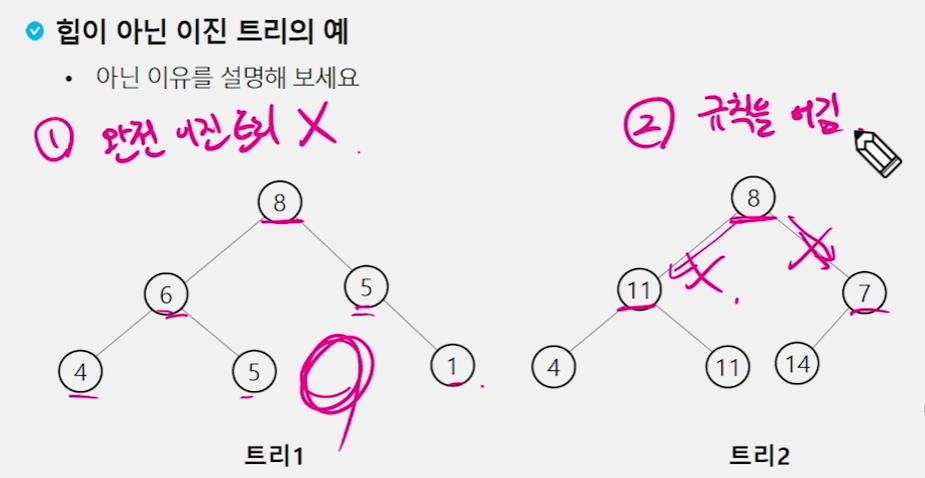 힙이 아닌 이진 트리의 예
• 아닌 이유를 설명해 보세요
① 완전 이진 트리 X
② 규칙을 어김
8
8
6
5
11
7
4
5
1
4
11
14
트리1
트리2